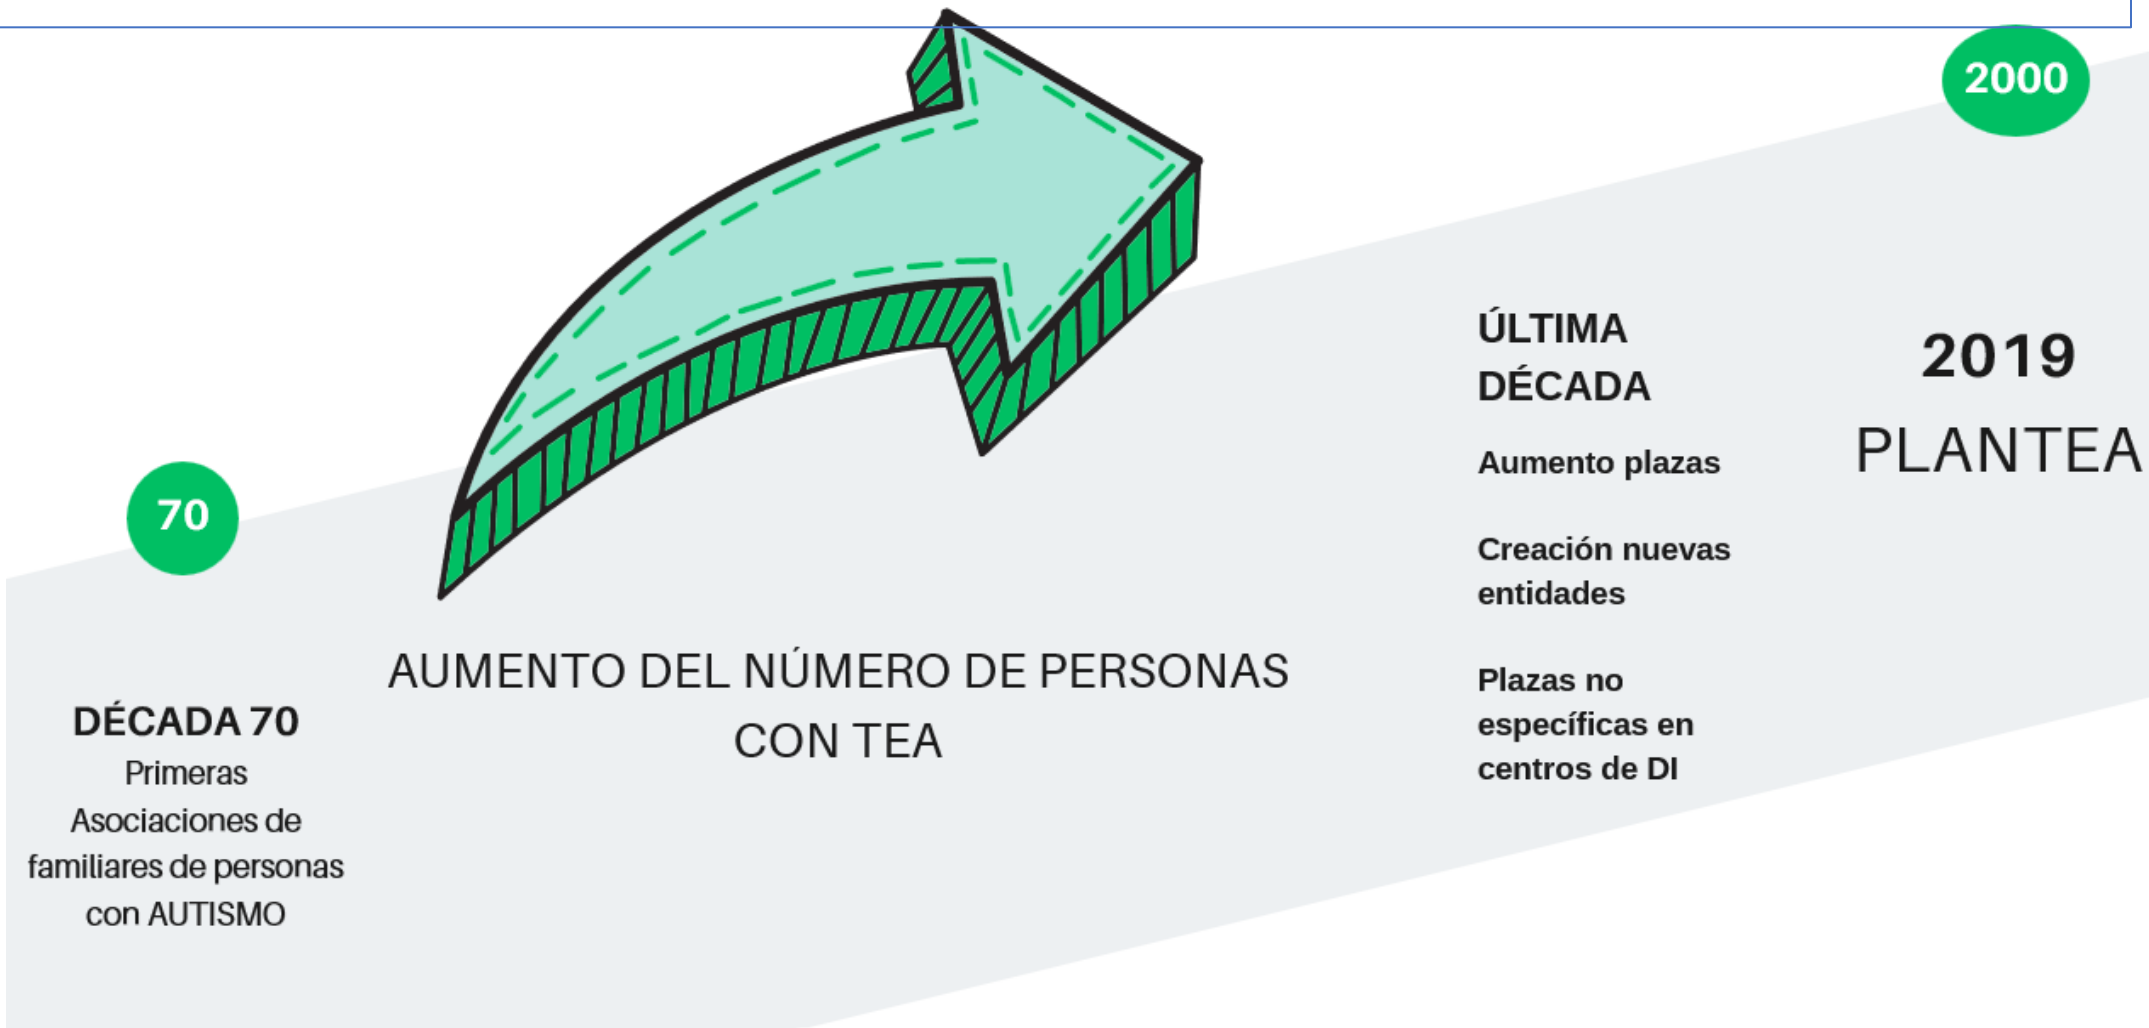 70
DÉCADA 70
Primeras
Asociaciones de
familiares de personas
con AUTISMO
AUMENTO DEL NÚMERO DE PERSONAS
CON TEA
ÚLTIMA
DÉCADA
Aumento plazas
Creación nuevas
entidades
Plazas no
específicas en
centros de DI
2000
2019
PLANTEA